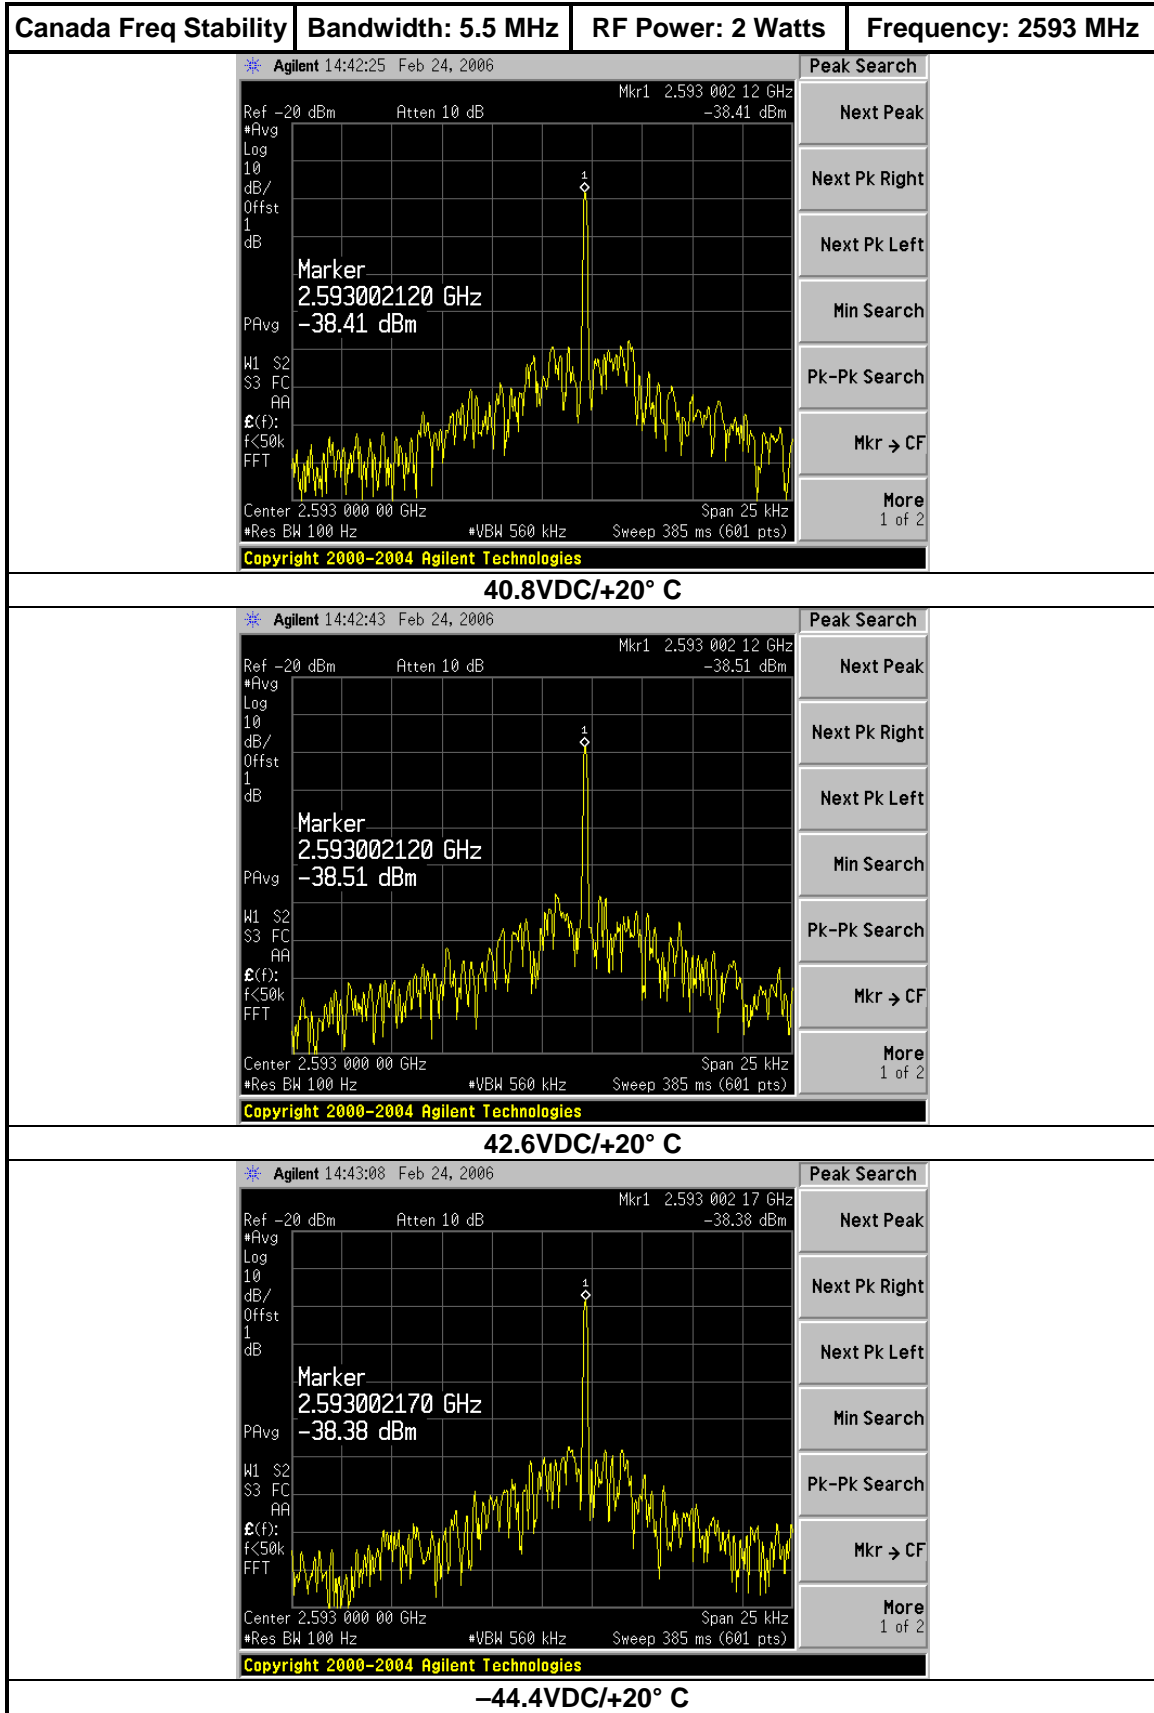 Canada Freq Stability Bandwidth: 5.5 MHz RF Power: 2 Watts Frequency: 2593 MHz
Agilent 14:42:25 Feb 24, 2006 Peak Search
Mkr1 2.593 002 12 GHz
Ref -20 dBm Atten 10 dB -38.41 dBm
Next Peak
#Avg
Log
10
dB/
Offst
1
dB
1
Next Pk Right
Next Pk Left
Marker
2.593002120 GHz
-38.41 dBm
Min Search
PAvg
W1 S2
S3 FC
AA
Pk-Pk Search
£(f):
f<50k
FFT
Mkr → CF
Center 2.593 000 00 GHz Span 25 kHz
#Res BW 100 Hz #VBW 560 kHz Sweep 385 ms (601 pts)
More
1 of 2
Copyright 2000-2004 Agilent Technologies
40.8VDC/+20° C
Agilent 14:42:43 Feb 24, 2006 Peak Search
Mkr1 2.593 002 12 GHz
Ref -20 dBm Atten 10 dB -38.51 dBm
Next Peak
#Avg
Log
10
dB/
Offst
1
dB
1
Next Pk Right
Next Pk Left
Marker
2.593002120 GHz
-38.51 dBm
Min Search
PAvg
W1 S2
S3 FC
AA
Pk-Pk Search
£(f):
f<50k
FFT
Mkr → CF
Center 2.593 000 00 GHz Span 25 kHz
#Res BW 100 Hz #VBW 560 kHz Sweep 385 ms (601 pts)
More
1 of 2
Copyright 2000-2004 Agilent Technologies
42.6VDC/+20° C
Agilent 14:43:08 Feb 24, 2006 Peak Search
Mkr1 2.593 002 17 GHz
Ref -20 dBm Atten 10 dB -38.38 dBm
Next Peak
#Avg
Log
10
dB/
Offst
1
dB
1
Next Pk Right
Next Pk Left
Marker
2.593002170 GHz
-38.38 dBm
Min Search
PAvg
W1 S2
S3 FC
AA
Pk-Pk Search
£(f):
f<50k
FFT
Mkr → CF
Center 2.593 000 00 GHz Span 25 kHz
#Res BW 100 Hz #VBW 560 kHz Sweep 385 ms (601 pts)
More
1 of 2
Copyright 2000-2004 Agilent Technologies
–44.4VDC/+20° C